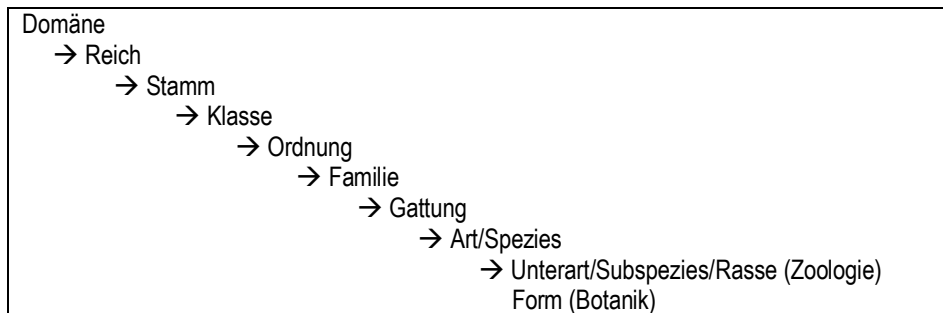 Domäne
→ Reich
→ Stamm
→ Klasse
→ Ordnung
→ Familie
→ Gattung
→ Art/Spezies
→ Unterart/Subspezies/Rasse (Zoologie)
Form (Botanik)